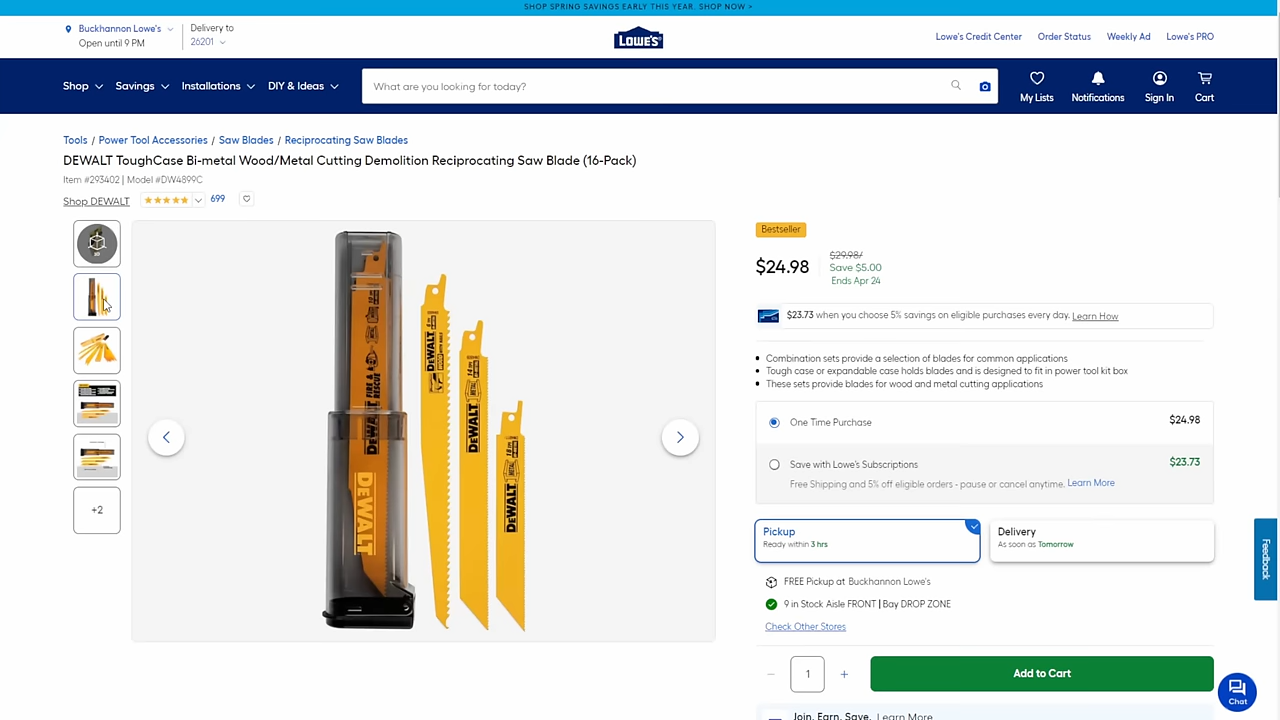 SHOP SPRING SAVINGS EARLY THIS YEAR. SHOP NOW >
Buckhannon Lowe's
Open until 9 PM
Delivery to
26201
LOWE'S
Lowe's Credit Center
Order Status
Weekly Ad
Lowe's PRO
Shop
Savings
Installations
DIY & Ideas
What are you looking for today?
My Lists
Notifications
Sign In
Cart
Tools / Power Tool Accessories / Saw Blades / Reciprocating Saw Blades
DEWALT ToughCase Bi-metal Wood/Metal Cutting Demolition Reciprocating Saw Blade (16-Pack)
Item #293402 | Model #DW4899C
Shop DEWALT
699
3D
+2
DEWALT
FIRE & RESCUE
DEWALT
DEWALT
DEWALT
DEWALT
METAL
Bestseller
$24.98
$29.98/
Save $5.00
Ends Apr 24
$23.73 when you choose 5% savings on eligible purchases every day. Learn How
Combination sets provide a selection of blades for common applications
Tough case or expandable case holds blades and is designed to fit in power tool kit box
These sets provide blades for wood and metal cutting applications
One Time Purchase
$24.98
Save with Lowe's Subscriptions
$23.73
Free Shipping and 5% off eligible orders - pause or cancel anytime. Learn More
Pickup
Ready within 3 hrs
Delivery
As soon as Tomorrow
FREE Pickup at Buckhannon Lowe's
9 in Stock Aisle FRONT | Bay DROP ZONE
Check Other Stores
1
Add to Cart
Join, Earn, Save. Learn More
Feedback
Chat